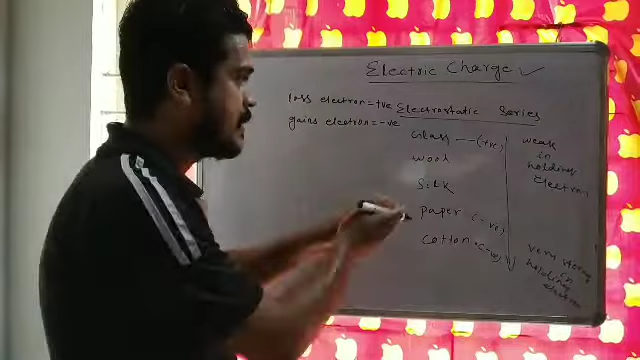 Electric Charge ✓
loss electron = +ve
Electrostatic Series
gains electron = -ve
Glass - (+ve)
wool
Silk
paper (-ve)
Cotton (-ve)
weak
in
holding
Electron
very strong
in
holding
electron